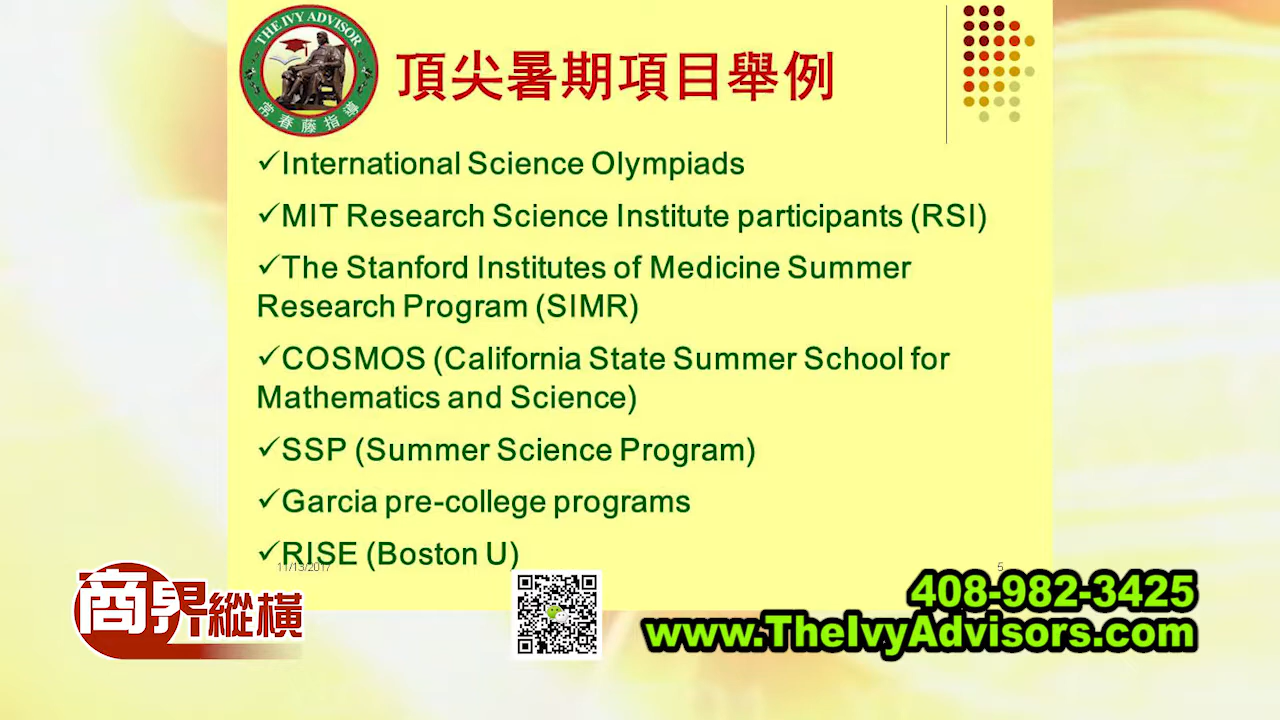 THE IVY ADVISOR
常春藤指導
頂尖暑期項目舉例
✓International Science Olympiads
✓MIT Research Science Institute participants (RSI)
✓The Stanford Institutes of Medicine Summer
Research Program (SIMR)
✓COSMOS (California State Summer School for
Mathematics and Science)
✓SSP (Summer Science Program)
✓Garcia pre-college programs
✓RISE (Boston U)
11/13/2017
5
商界縱橫
408-982-3425
www.TheIvyAdvisors.com